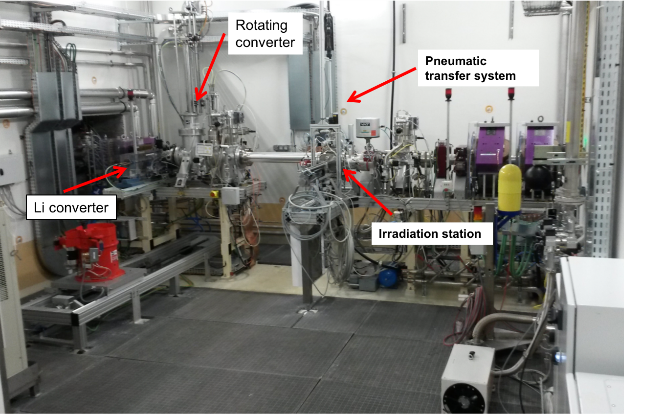 Rotating
converter
Pneumatic
transfer system
Li converter
Irradiation station